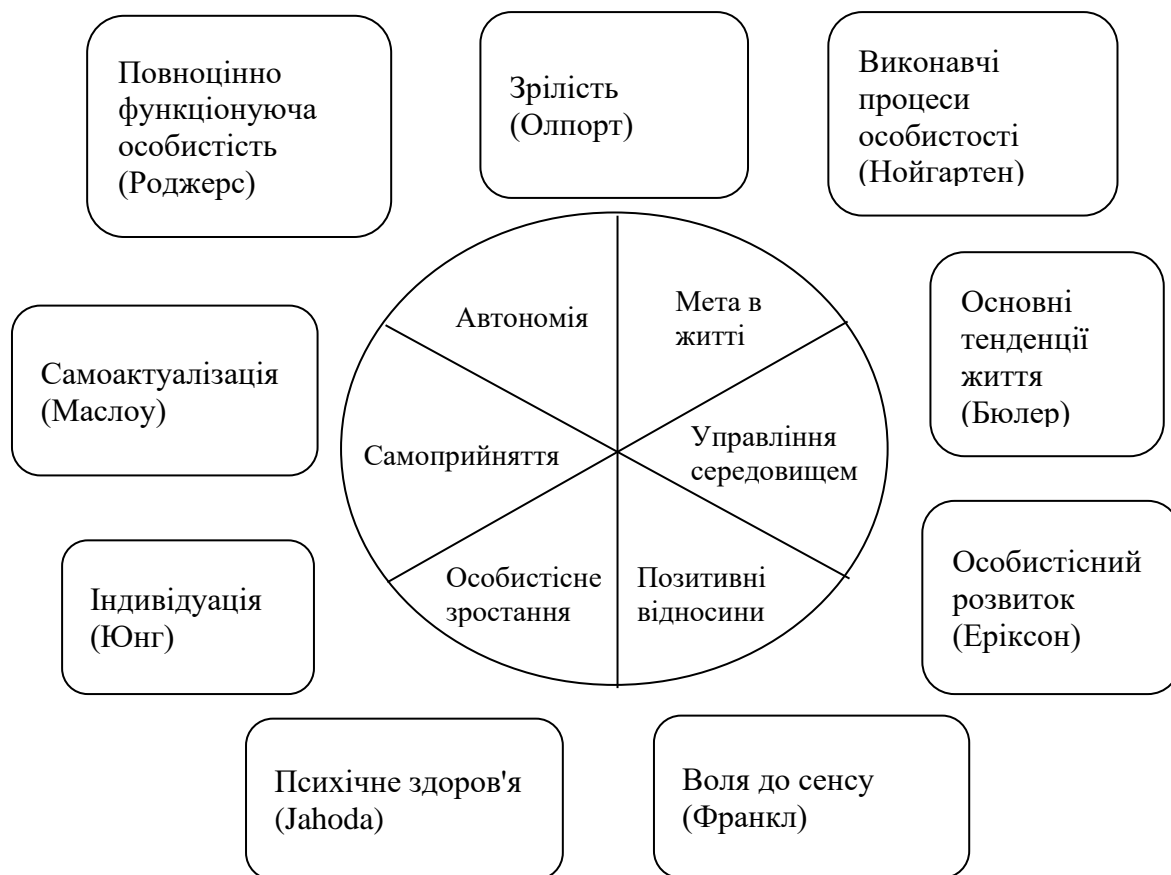 Повноцінно
функціонуюча
особистість
(Роджерс)
Зрілість
(Олпорт)
Виконавчі
процеси
особистості
(Нойгартен)
Автономія
Мета в
житті
Основні
тенденції
життя
(Бюлер)
Самоактуалізація
(Маслоу)
Самоприйняття
Управління
середовищем
Індивідуація
(Юнг)
Особистісне
зростання
Позитивні
відносини
Особистісний
розвиток
(Еріксон)
Психічне здоров'я
(Jahoda)
Воля до сенсу
(Франкл)